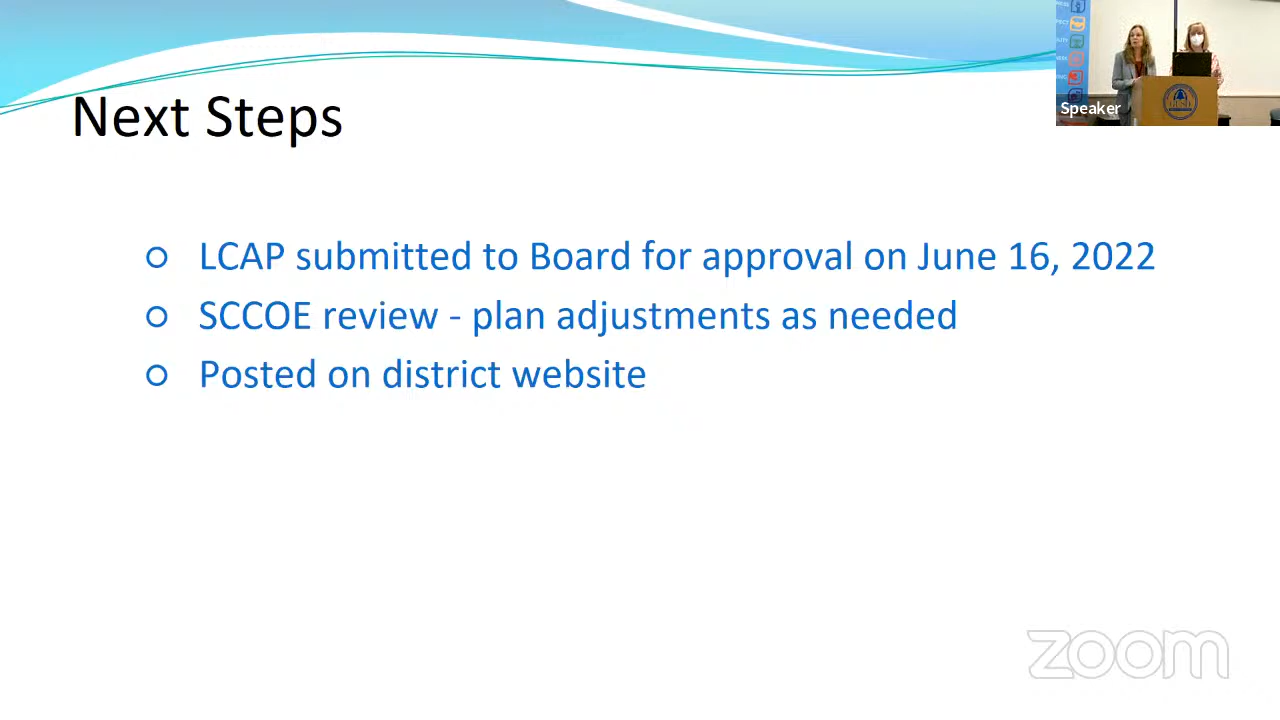 Speaker
Next Steps
LCAP submitted to Board for approval on June 16, 2022
SCCOE review - plan adjustments as needed
Posted on district website
zoom